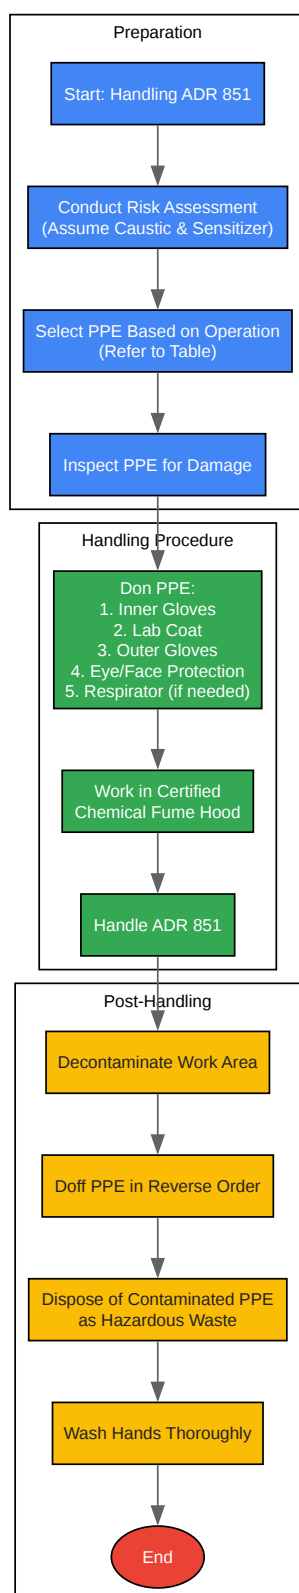 Preparation
Start: Handling ADR 851
Conduct Risk Assessment
(Assume Caustic & Sensitizer)
Select PPE Based on Operation
(Refer to Table)
Inspect PPE for Damage
Handling Procedure
Don PPE:
1. Inner Gloves
2. Lab Coat
3. Outer Gloves
4. Eye/Face Protection
5. Respirator (if needed)
Work in Certified
Chemical Fume Hood
Handle ADR 851
Post-Handling
Decontaminate Work Area
Doff PPE in Reverse Order
Dispose of Contaminated PPE
as Hazardous Waste
Wash Hands Thoroughly
End